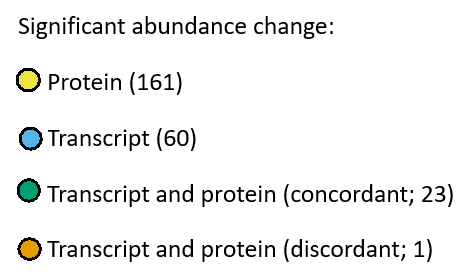 Significant abundance change:
Protein (161)
Transcript (60)
Transcript and protein (concordant; 23)
Transcript and protein (discordant; 1)